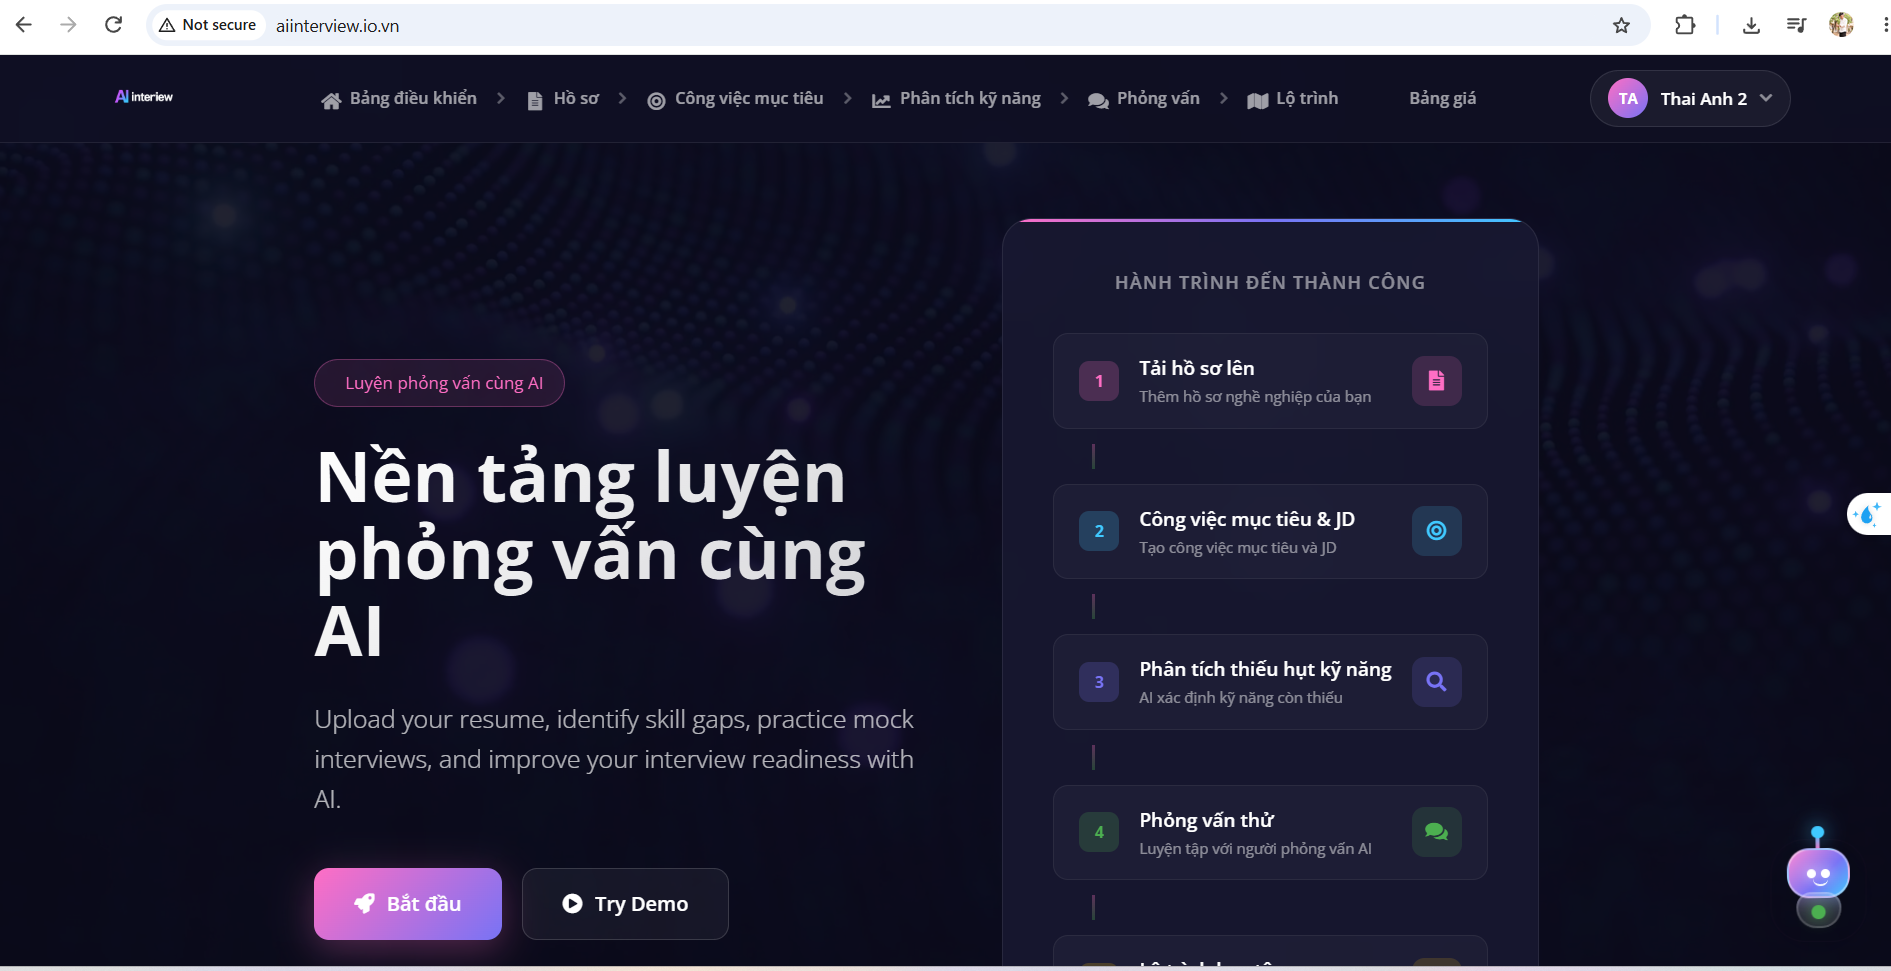 Not secure
aiinterview.io.vn
AI interiew
Bảng điều khiển
Hồ sơ
Công việc mục tiêu
Phân tích kỹ năng
Phỏng vấn
Lộ trình
Bảng giá
TA
Thai Anh 2
Luyện phỏng vấn cùng AI
Nền tảng luyện
phỏng vấn cùng
AI
Upload your resume, identify skill gaps, practice mock
interviews, and improve your interview readiness with
AI.
Bắt đầu
Try Demo
HÀNH TRÌNH ĐẾN THÀNH CÔNG
1
Tải hồ sơ lên
Thêm hồ sơ nghề nghiệp của bạn
2
Công việc mục tiêu & JD
Tạo công việc mục tiêu và JD
3
Phân tích thiếu hụt kỹ năng
AI xác định kỹ năng còn thiếu
4
Phỏng vấn thử
Luyện tập với người phỏng vấn AI